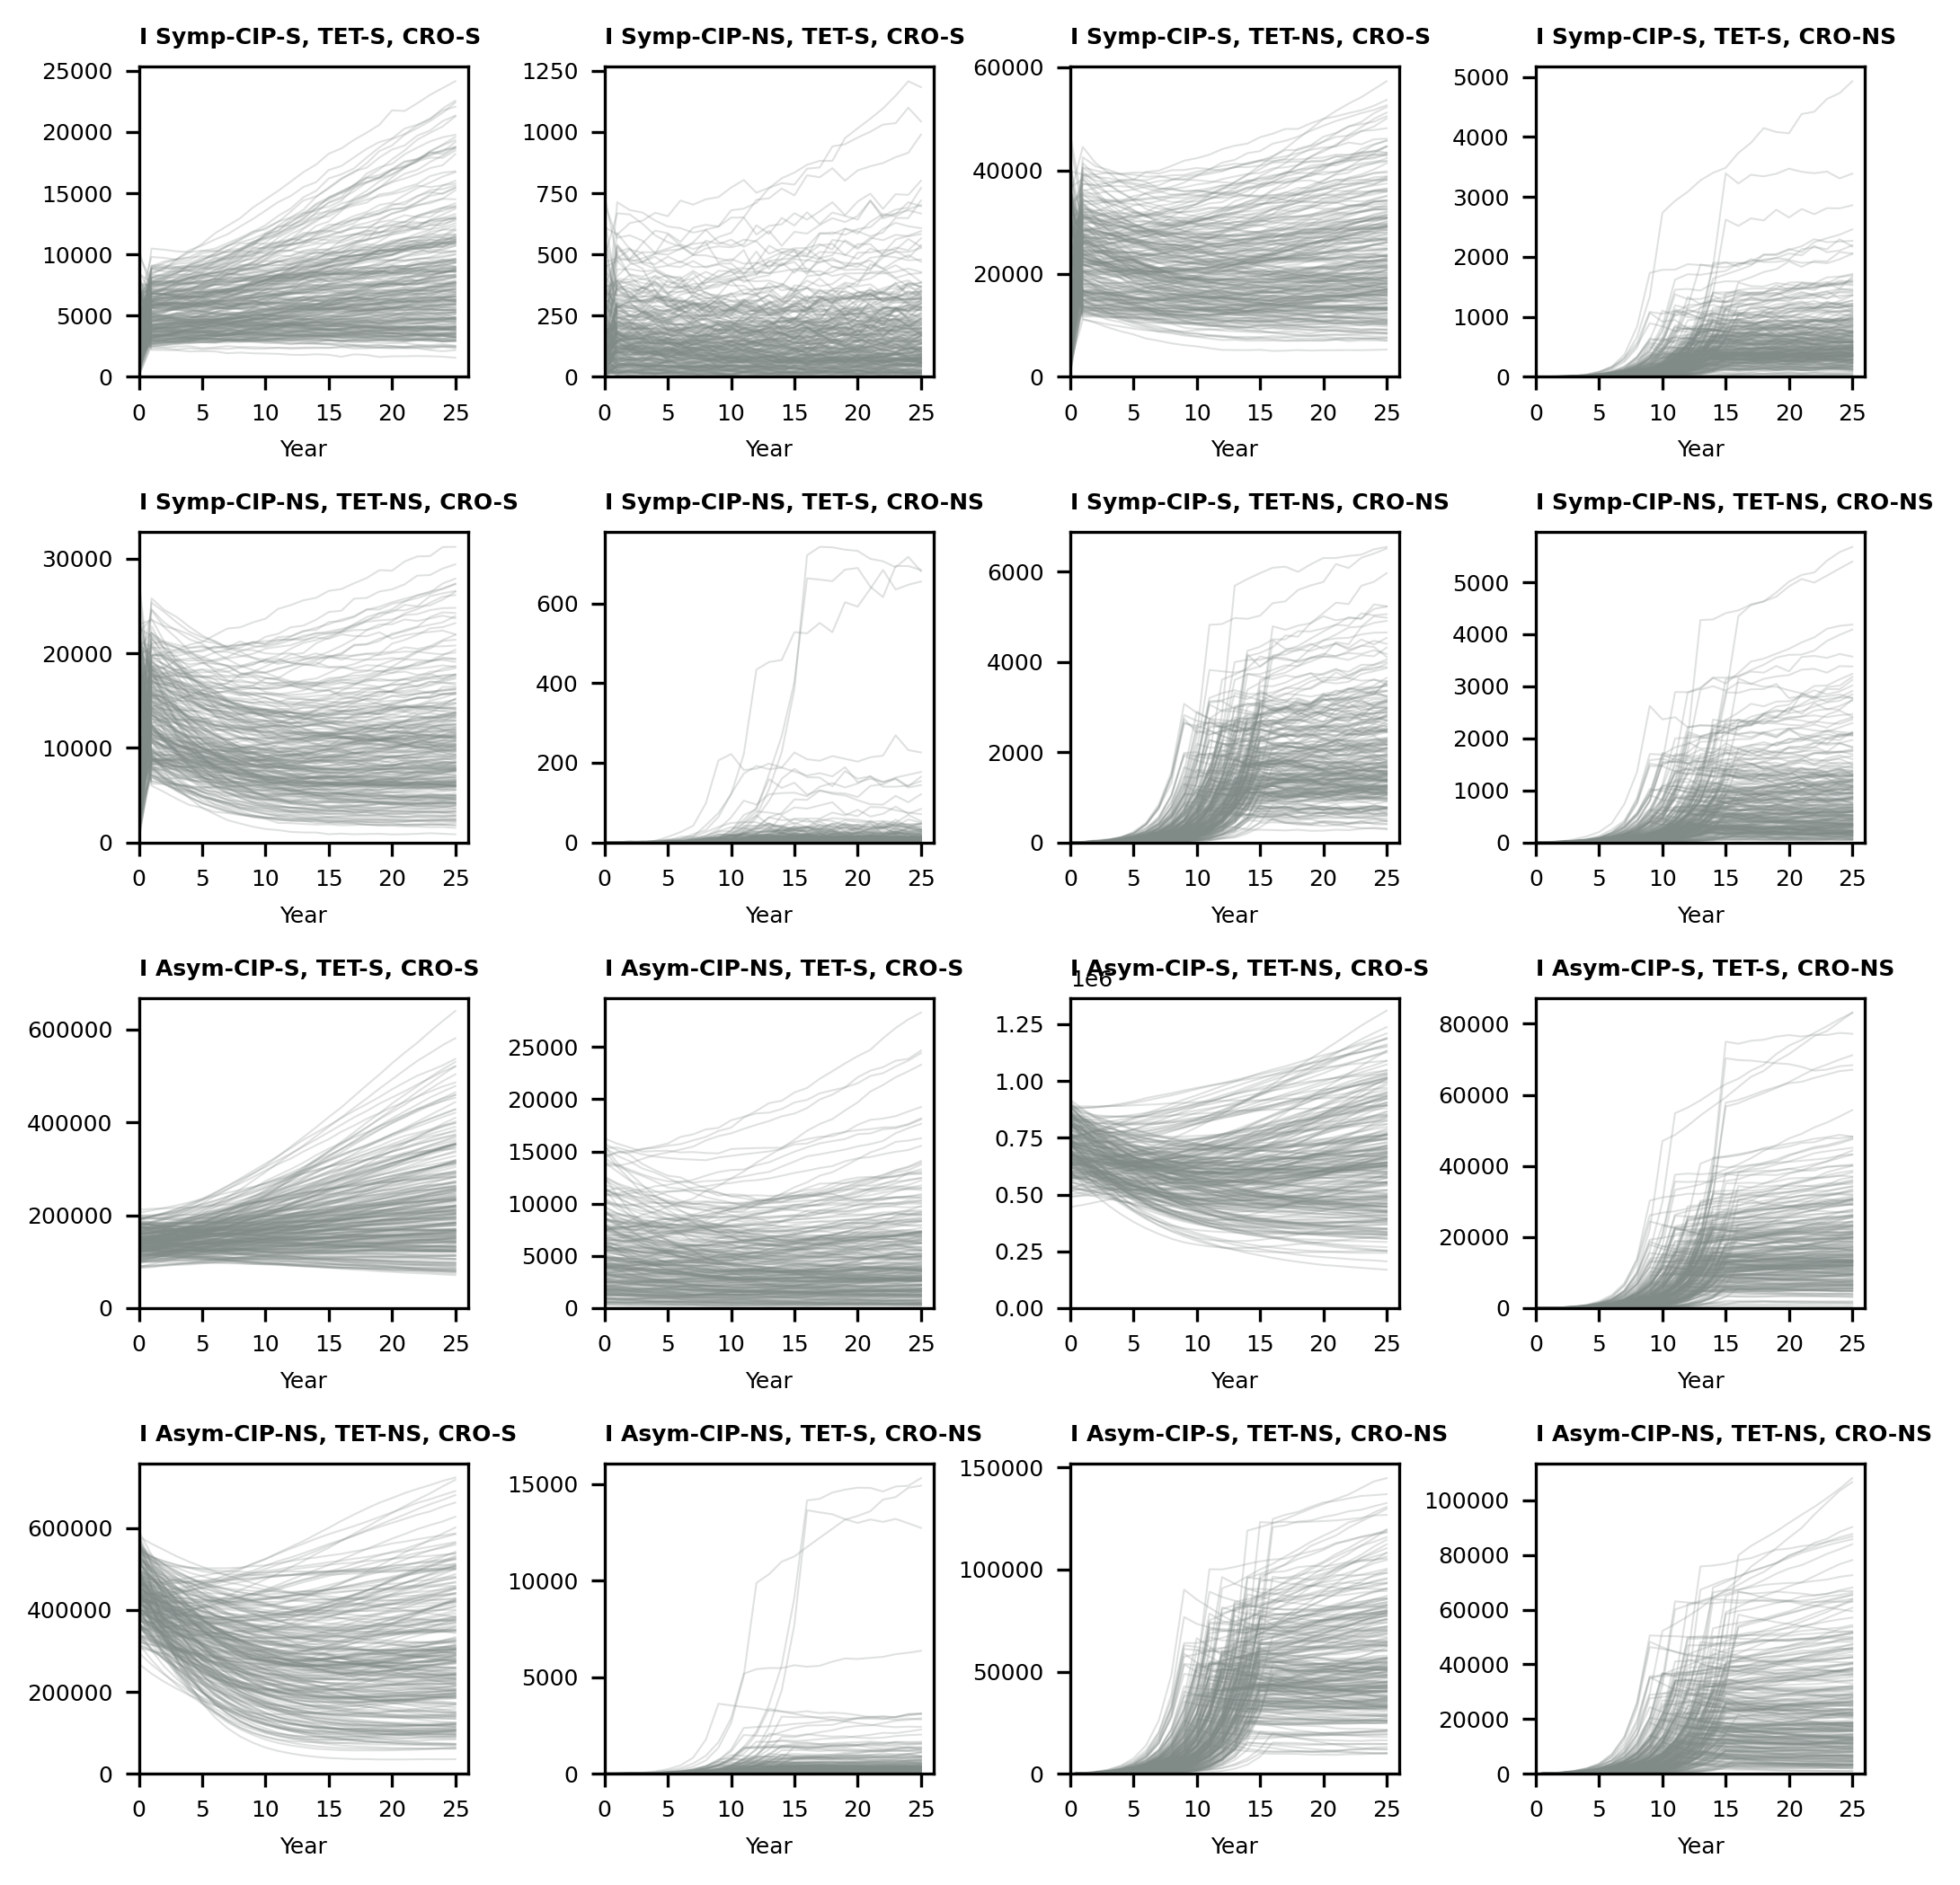 I Symp-CIP-S, TET-S, CRO-S
25000
20000
15000
10000
5000
0
0 5 10 15 20 25
Year
I Symp-CIP-NS, TET-S, CRO-S
1250
1000
750
500
250
0
0 5 10 15 20 25
Year
I Symp-CIP-S, TET-NS, CRO-S
60000
40000
20000
0
0 5 10 15 20 25
Year
I Symp-CIP-S, TET-S, CRO-NS
5000
4000
3000
2000
1000
0
0 5 10 15 20 25
Year
I Symp-CIP-NS, TET-NS, CRO-S
30000
20000
10000
0
0 5 10 15 20 25
Year
I Symp-CIP-NS, TET-S, CRO-NS
600
400
200
0
0 5 10 15 20 25
Year
I Symp-CIP-S, TET-NS, CRO-NS
6000
4000
2000
0
0 5 10 15 20 25
Year
I Symp-CIP-NS, TET-NS, CRO-NS
5000
4000
3000
2000
1000
0
0 5 10 15 20 25
Year
I Asym-CIP-S, TET-S, CRO-S
600000
400000
200000
0
0 5 10 15 20 25
Year
I Asym-CIP-NS, TET-S, CRO-S
25000
20000
15000
10000
5000
0
0 5 10 15 20 25
Year
I Asym-CIP-S, TET-NS, CRO-S
1e6
1.25
1.00
0.75
0.50
0.25
0.00
0 5 10 15 20 25
Year
I Asym-CIP-S, TET-S, CRO-NS
80000
60000
40000
20000
0
0 5 10 15 20 25
Year
I Asym-CIP-NS, TET-NS, CRO-S
600000
400000
200000
0
0 5 10 15 20 25
Year
I Asym-CIP-NS, TET-S, CRO-NS
15000
10000
5000
0
0 5 10 15 20 25
Year
I Asym-CIP-S, TET-NS, CRO-NS
150000
100000
50000
0
0 5 10 15 20 25
Year
I Asym-CIP-NS, TET-NS, CRO-NS
100000
80000
60000
40000
20000
0
0 5 10 15 20 25
Year